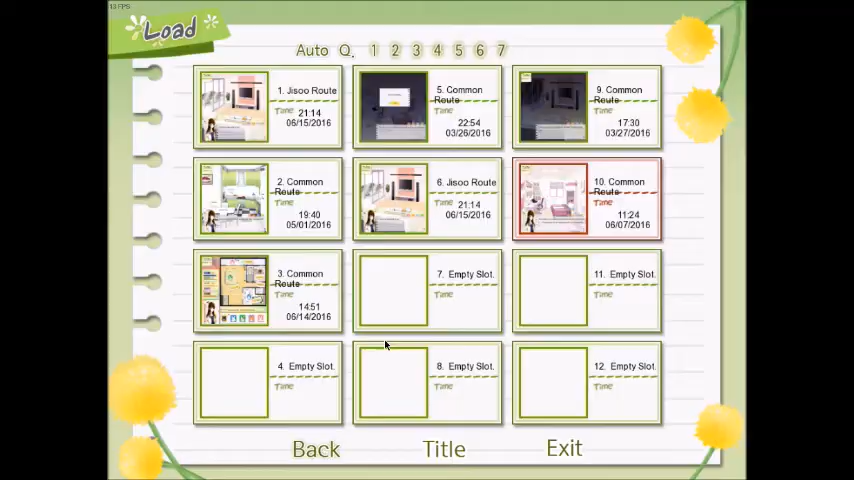 13 FPS
Load
Auto Q. 1 2 3 4 5 6 7
1. Jisoo Route
Time
21:14
06/15/2016
5. Common
Route
Time
22:54
03/26/2016
9. Common
Route
Time
17:30
03/27/2016
2. Common
Route
Time
19:40
05/01/2016
6. Jisoo Route
Time
21:14
06/15/2016
10. Common
Route
Time
11:24
06/07/2016
3. Common
Route
Time
14:51
06/14/2016
7. Empty Slot.
Time
11. Empty Slot.
Time
4. Empty Slot.
Time
8. Empty Slot.
Time
12. Empty Slot.
Time
Back Title Exit